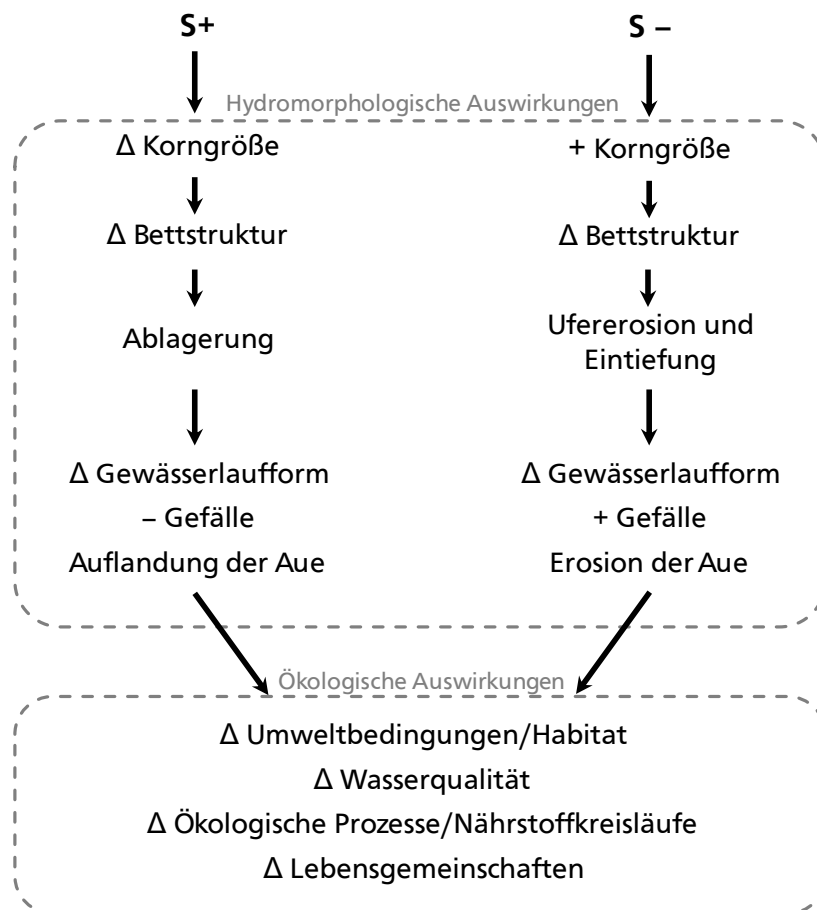 S+
S –
Hydromorphologische Auswirkungen
Δ Korngröße
+ Korngröße
Δ Bettstruktur
Δ Bettstruktur
Ablagerung
Ufererosion und
Eintiefung
Δ Gewässerlaufform
– Gefälle
Auflandung der Aue
Δ Gewässerlaufform
+ Gefälle
Erosion der Aue
Ökologische Auswirkungen
Δ Umweltbedingungen/Habitat
Δ Wasserqualität
Δ Ökologische Prozesse/Nährstoffkreisläufe
Δ Lebensgemeinschaften